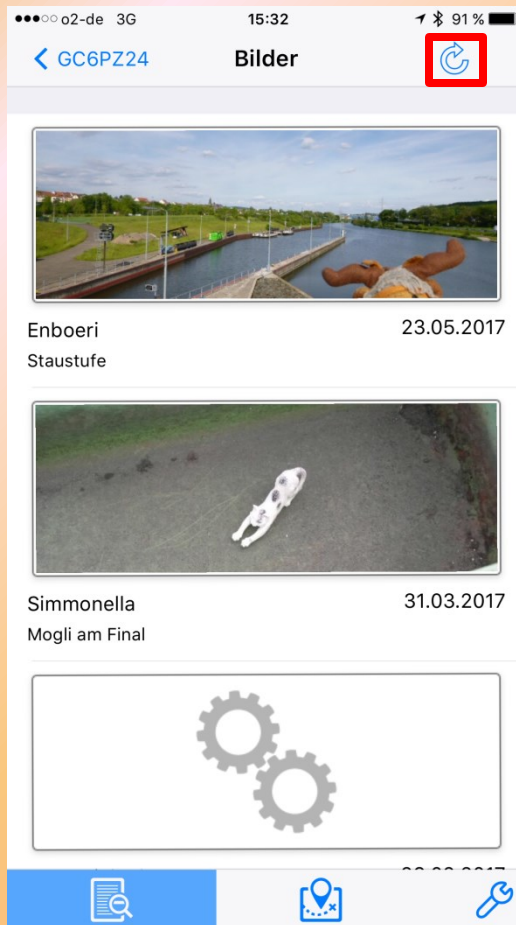 o2-de 3G 15:32 91 %
GC6PZ24 Bilder
Enboeri 23.05.2017
Staustufe
Simmonella 31.03.2017
Mogli am Final